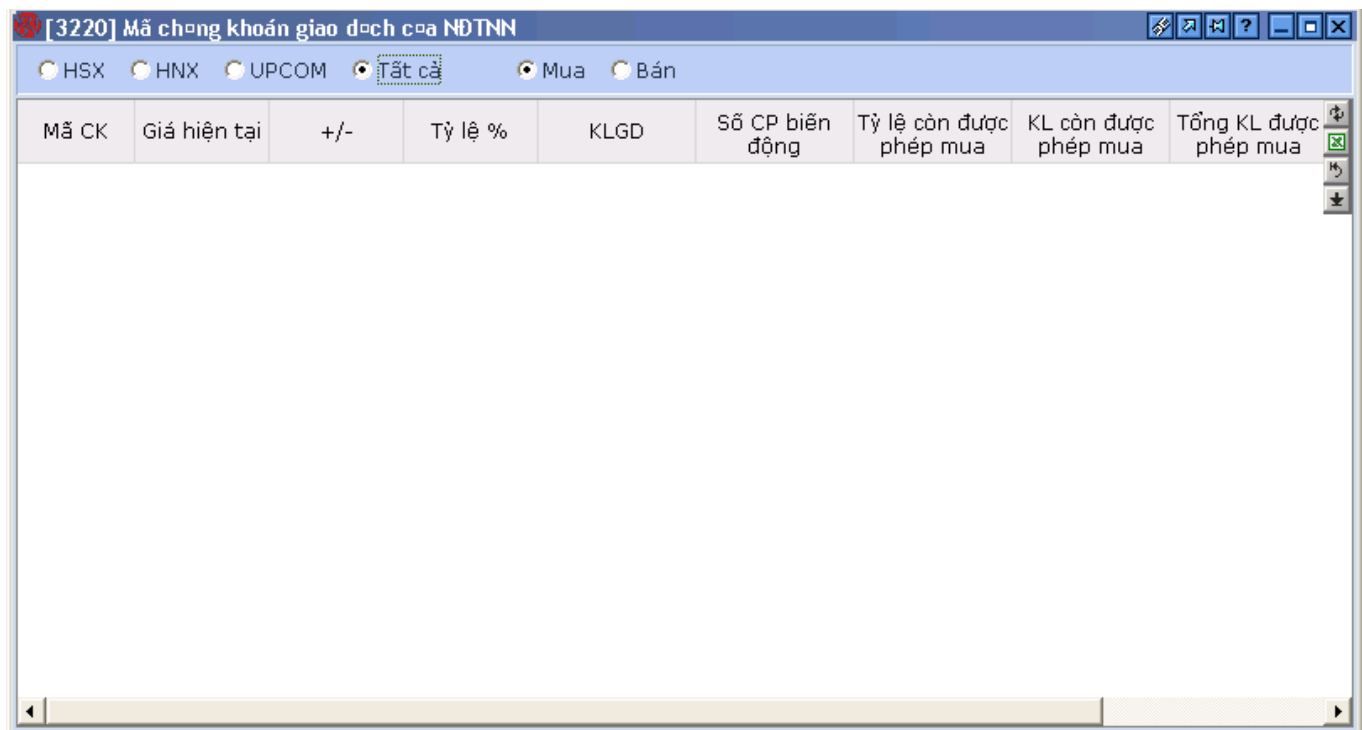 [3220] Mã ch¤ng khoán giao d¤ch c¤a NĐTNN
HSX HNX UPCOM Tất cả Mua Bán
Mã CK Giá hiện tại +/- Tỷ lệ % KLGD Số CP biến động Tỷ lệ còn được phép mua KL còn được phép mua Tổng KL được phép mua